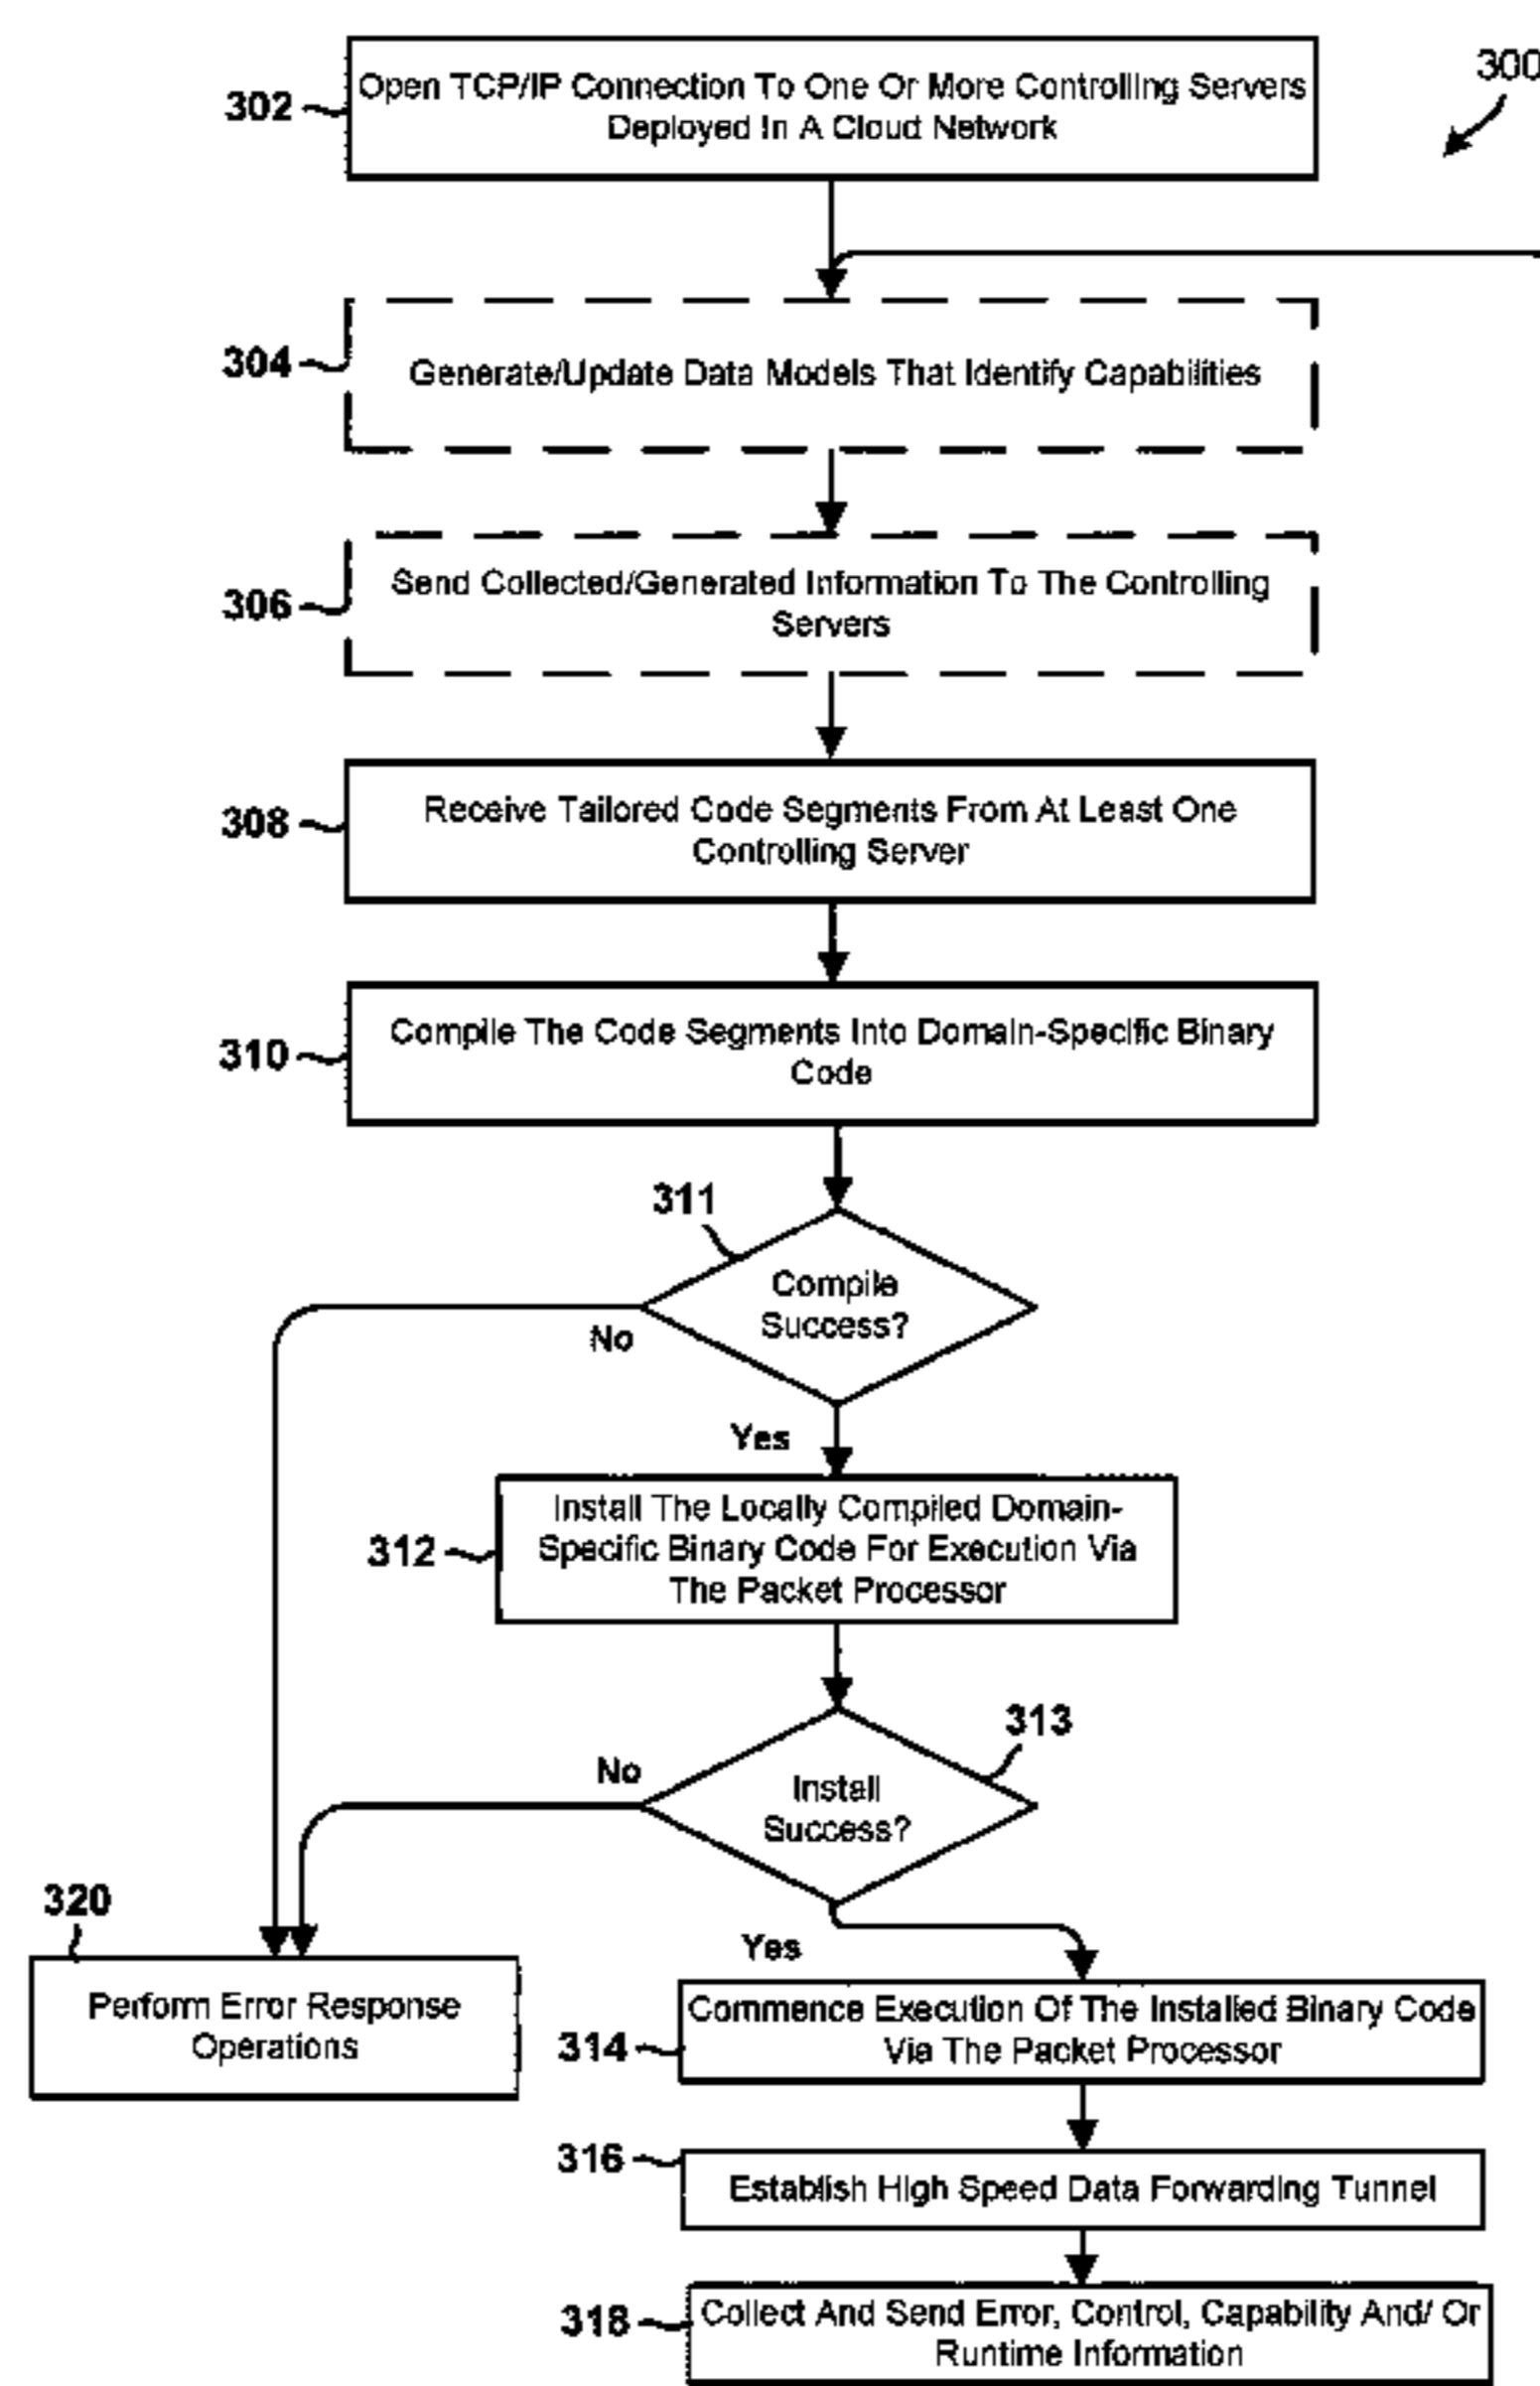 300
302
Open TCP/IP Connection To One Or More Controlling Servers
Deployed In A Cloud Network
304
Generate/Update Data Models That Identify Capabilities
306
Send Collected/Generated Information To The Controlling
Servers
308
Receive Tailored Code Segments From At Least One
Controlling Server
310
Compile The Code Segments Into Domain-Specific Binary
Code
311
Compile
Success?
No
Yes
312
Install The Locally Compiled Domain-
Specific Binary Code For Execution Via
The Packet Processor
313
Install
Success?
No
Yes
320
Perform Error Response
Operations
314
Commence Execution Of The Installed Binary Code
Via The Packet Processor
316
Establish High Speed Data Forwarding Tunnel
318
Collect And Send Error, Control, Capability And/ Or
Runtime Information